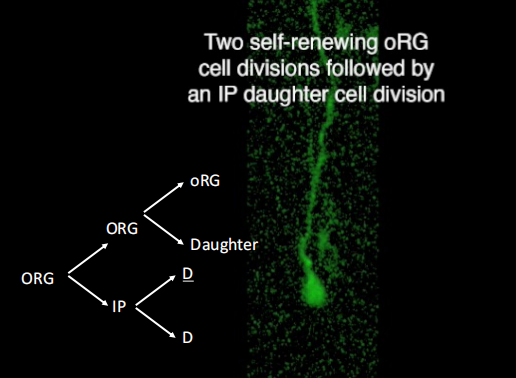 Two self-renewing oRG
cell divisions followed by
an IP daughter cell division
oRG
ORG
Daughter
D
ORG
IP
D